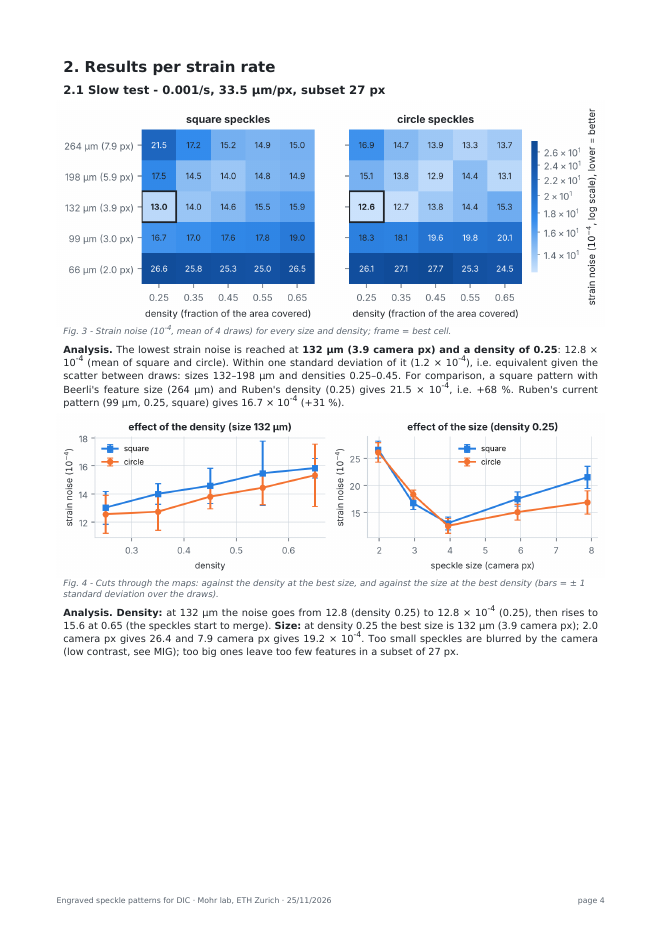 2. Results per strain rate
2.1 Slow test - 0.001/s, 33.5 µm/px, subset 27 px
square speckles
circle speckles
264 µm (7.9 px) 21.5 17.2 15.2 14.9 15.0 16.9 14.7 13.9 13.3 13.7
198 µm (5.9 px) 17.5 14.5 14.0 14.8 14.9 15.1 13.8 12.9 14.4 13.1
132 µm (3.9 px) 13.0 14.0 14.6 15.5 15.9 12.6 12.7 13.8 14.4 15.3
99 µm (3.0 px) 16.7 17.0 17.6 17.8 19.0 18.3 18.1 19.6 19.8 20.1
66 µm (2.0 px) 26.6 25.8 25.3 25.0 26.5 26.1 27.1 27.7 25.3 24.5
0.25 0.35 0.45 0.55 0.65 0.25 0.35 0.45 0.55 0.65
density (fraction of the area covered) density (fraction of the area covered)
2.6 × 10¹
2.4 × 10¹
2.2 × 10¹
2 × 10¹
1.8 × 10¹
1.6 × 10¹
1.4 × 10¹
strain noise (10⁻⁴, log scale), lower = better
Fig. 3 - Strain noise (10⁻⁴, mean of 4 draws) for every size and density; frame = best cell.
Analysis. The lowest strain noise is reached at 132 µm (3.9 camera px) and a density of 0.25: 12.8 ×
10⁻⁴ (mean of square and circle). Within one standard deviation of it (1.2 × 10⁻⁴), i.e. equivalent given the
scatter between draws: sizes 132–198 µm and densities 0.25–0.45. For comparison, a square pattern with
Beerli's feature size (264 µm) and Ruben's density (0.25) gives 21.5 × 10⁻⁴, i.e. +68 %. Ruben's current
pattern (99 µm, 0.25, square) gives 16.7 × 10⁻⁴ (+31 %).
effect of the density (size 132 µm)
18
16
14
12
strain noise (10⁻⁴)
square
circle
0.3 0.4 0.5 0.6
density
effect of the size (density 0.25)
25
20
15
strain noise (10⁻⁴)
square
circle
2 3 4 5 6 7 8
speckle size (camera px)
Fig. 4 - Cuts through the maps: against the density at the best size, and against the size at the best density (bars = ± 1
standard deviation over the draws).
Analysis. Density: at 132 µm the noise goes from 12.8 (density 0.25) to 12.8 × 10⁻⁴ (0.25), then rises to
15.6 at 0.65 (the speckles start to merge). Size: at density 0.25 the best size is 132 µm (3.9 camera px); 2.0
camera px gives 26.4 and 7.9 camera px gives 19.2 × 10⁻⁴. Too small speckles are blurred by the camera
(low contrast, see MIG); too big ones leave too few features in a subset of 27 px.
Engraved speckle patterns for DIC · Mohr lab, ETH Zurich · 25/11/2026
page 4